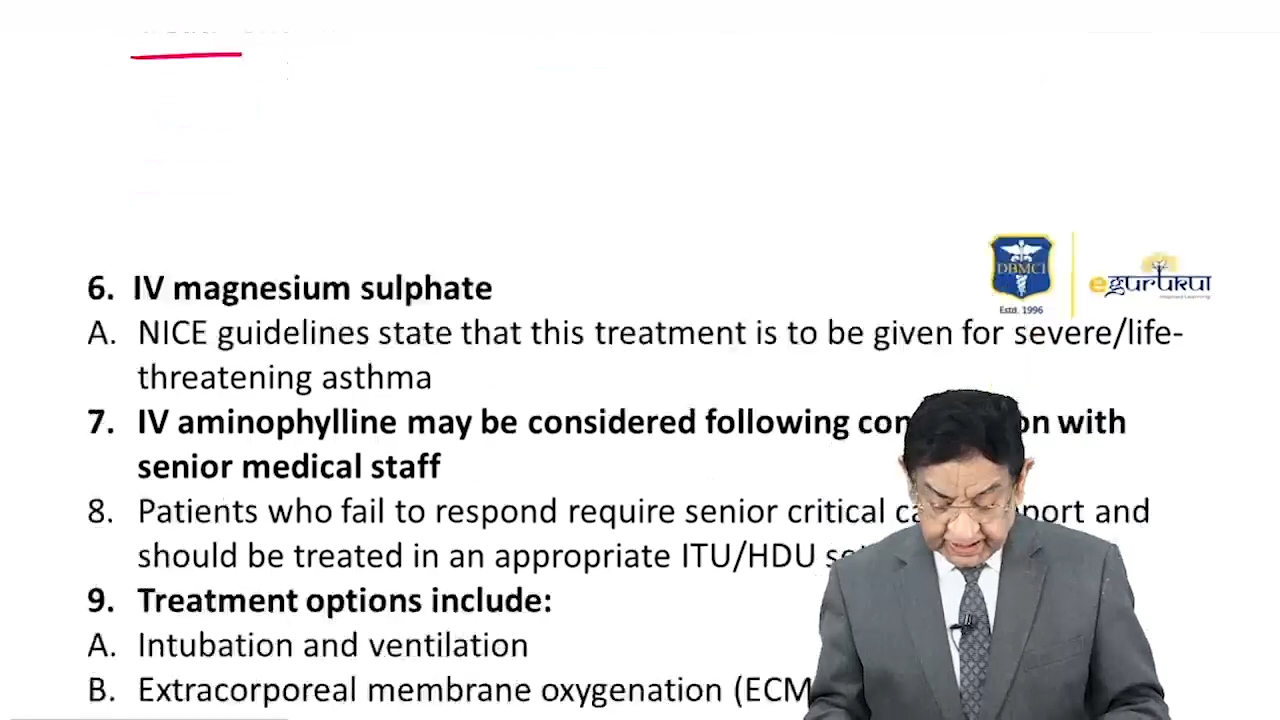 DBMCI
Estd. 1996
egurukul
6. IV magnesium sulphate
A. NICE guidelines state that this treatment is to be given for severe/life-
threatening asthma
7. IV aminophylline may be considered following with
senior medical staff
8. Patients who fail to respond require senior critical and
should be treated in an appropriate ITU/HDU
9. Treatment options include:
A. Intubation and ventilation
B. Extracorporeal membrane oxygenation (ECM